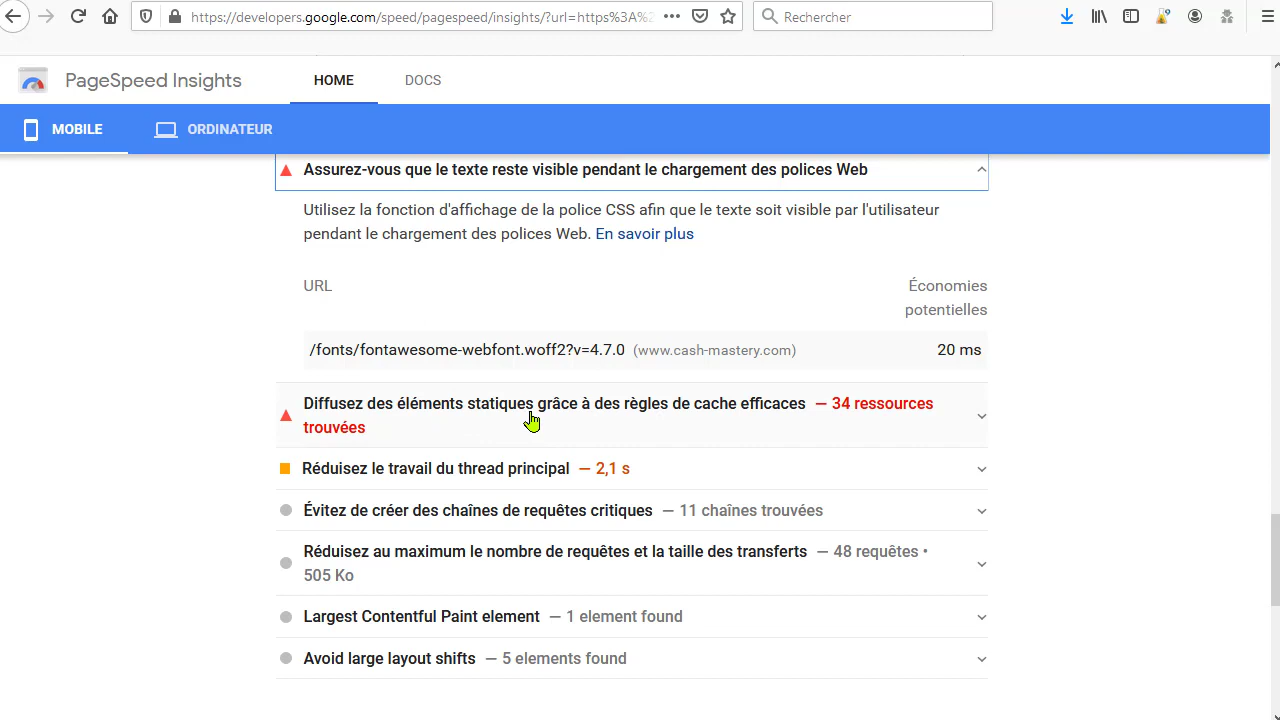 https://developers.google.com/speed/pagespeed/insights/?url=https%3A%2
Rechercher
PageSpeed Insights
HOME
DOCS
MOBILE
ORDINATEUR
Assurez-vous que le texte reste visible pendant le chargement des polices Web
Utilisez la fonction d'affichage de la police CSS afin que le texte soit visible par l'utilisateur
pendant le chargement des polices Web. En savoir plus
URL
Économies
potentielles
/fonts/fontawesome-webfont.woff2?v=4.7.0 (www.cash-mastery.com)
20 ms
Diffusez des éléments statiques grâce à des règles de cache efficaces — 34 ressources
trouvées
Réduisez le travail du thread principal — 2,1 s
Évitez de créer des chaînes de requêtes critiques — 11 chaînes trouvées
Réduisez au maximum le nombre de requêtes et la taille des transferts — 48 requêtes •
505 Ko
Largest Contentful Paint element — 1 element found
Avoid large layout shifts — 5 elements found